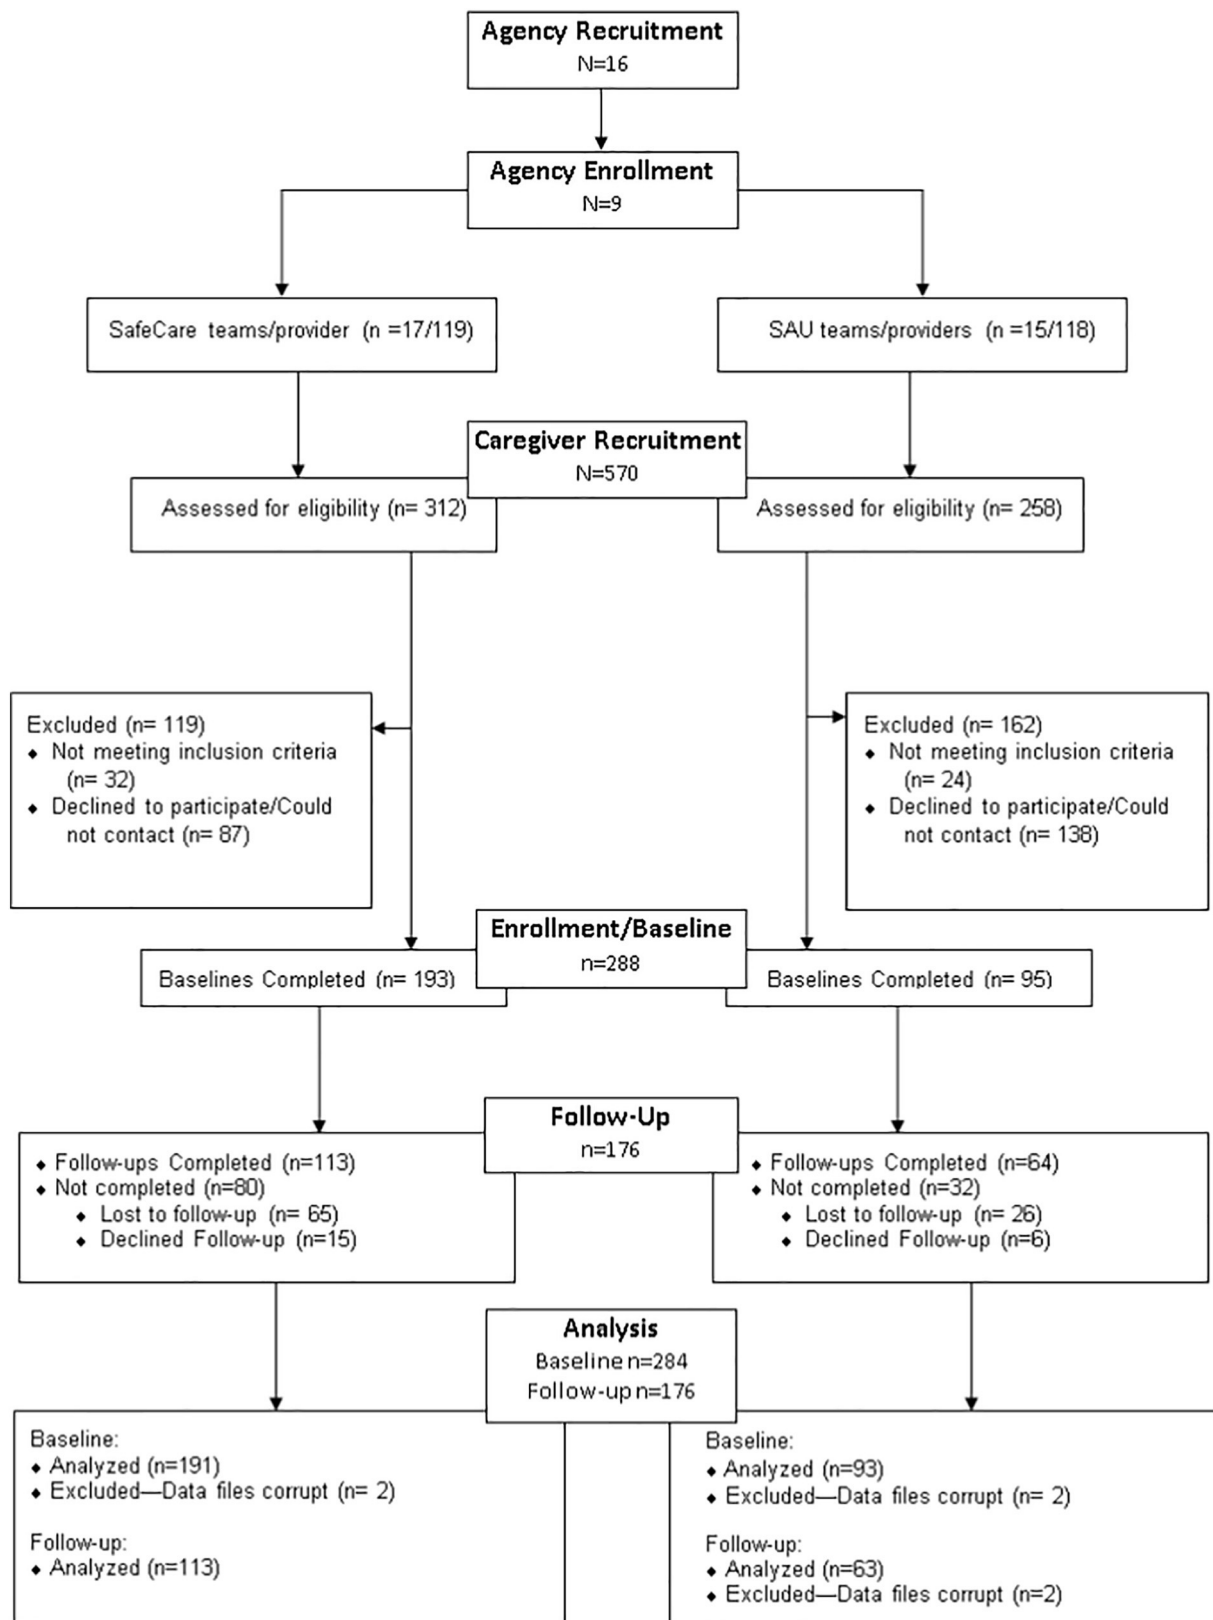 Agency Recruitment
N=16
Agency Enrollment
N=9
SafeCare teams/provider (n =17/119)
SAU teams/providers (n =15/118)
Caregiver Recruitment
N=570
Assessed for eligibility (n= 312)
Assessed for eligibility (n= 258)
Excluded (n= 119)
◆ Not meeting inclusion criteria
(n= 32)
◆ Declined to participate/Could
not contact (n= 87)
Excluded (n= 162)
◆ Not meeting inclusion criteria
(n= 24)
◆ Declined to participate/Could
not contact (n= 138)
Enrollment/Baseline
n=288
Baselines Completed (n= 193)
Baselines Completed (n= 95)
Follow-Up
n=176
◆ Follow-ups Completed (n=113)
◆ Not completed (n=80)
◆ Lost to follow-up (n= 65)
◆ Declined Follow-up (n=15)
◆ Follow-ups Completed (n=64)
◆ Not completed (n=32)
◆ Lost to follow-up (n= 26)
◆ Declined Follow-up (n=6)
Analysis
Baseline n=284
Follow-up n=176
Baseline:
◆ Analyzed (n=191)
◆ Excluded—Data files corrupt (n= 2)
Follow-up:
◆ Analyzed (n=113)
Baseline:
◆ Analyzed (n=93)
◆ Excluded—Data files corrupt (n= 2)
Follow-up:
◆ Analyzed (n=63)
◆ Excluded—Data files corrupt (n=2)